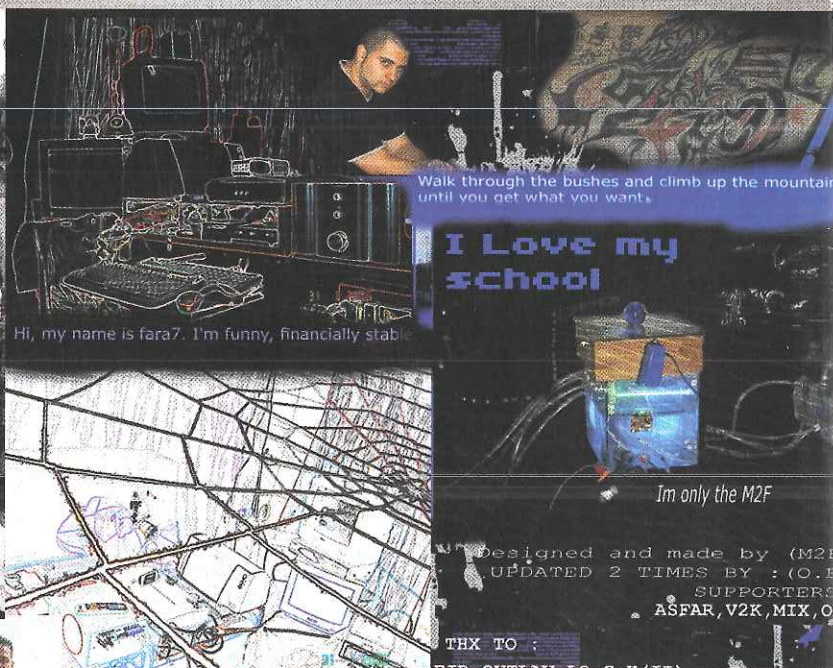 Walk through the bushes and climb up the mountain
until you get what you want.
I Love my
school
Hi, my name is fara7. I'm funny, financially stable
Im only the M2F
Designed and made by (M2F
UPDATED 2 TIMES BY : (O.
SUPPORTERS
ASFAR,V2K,MIX,O
THX TO :